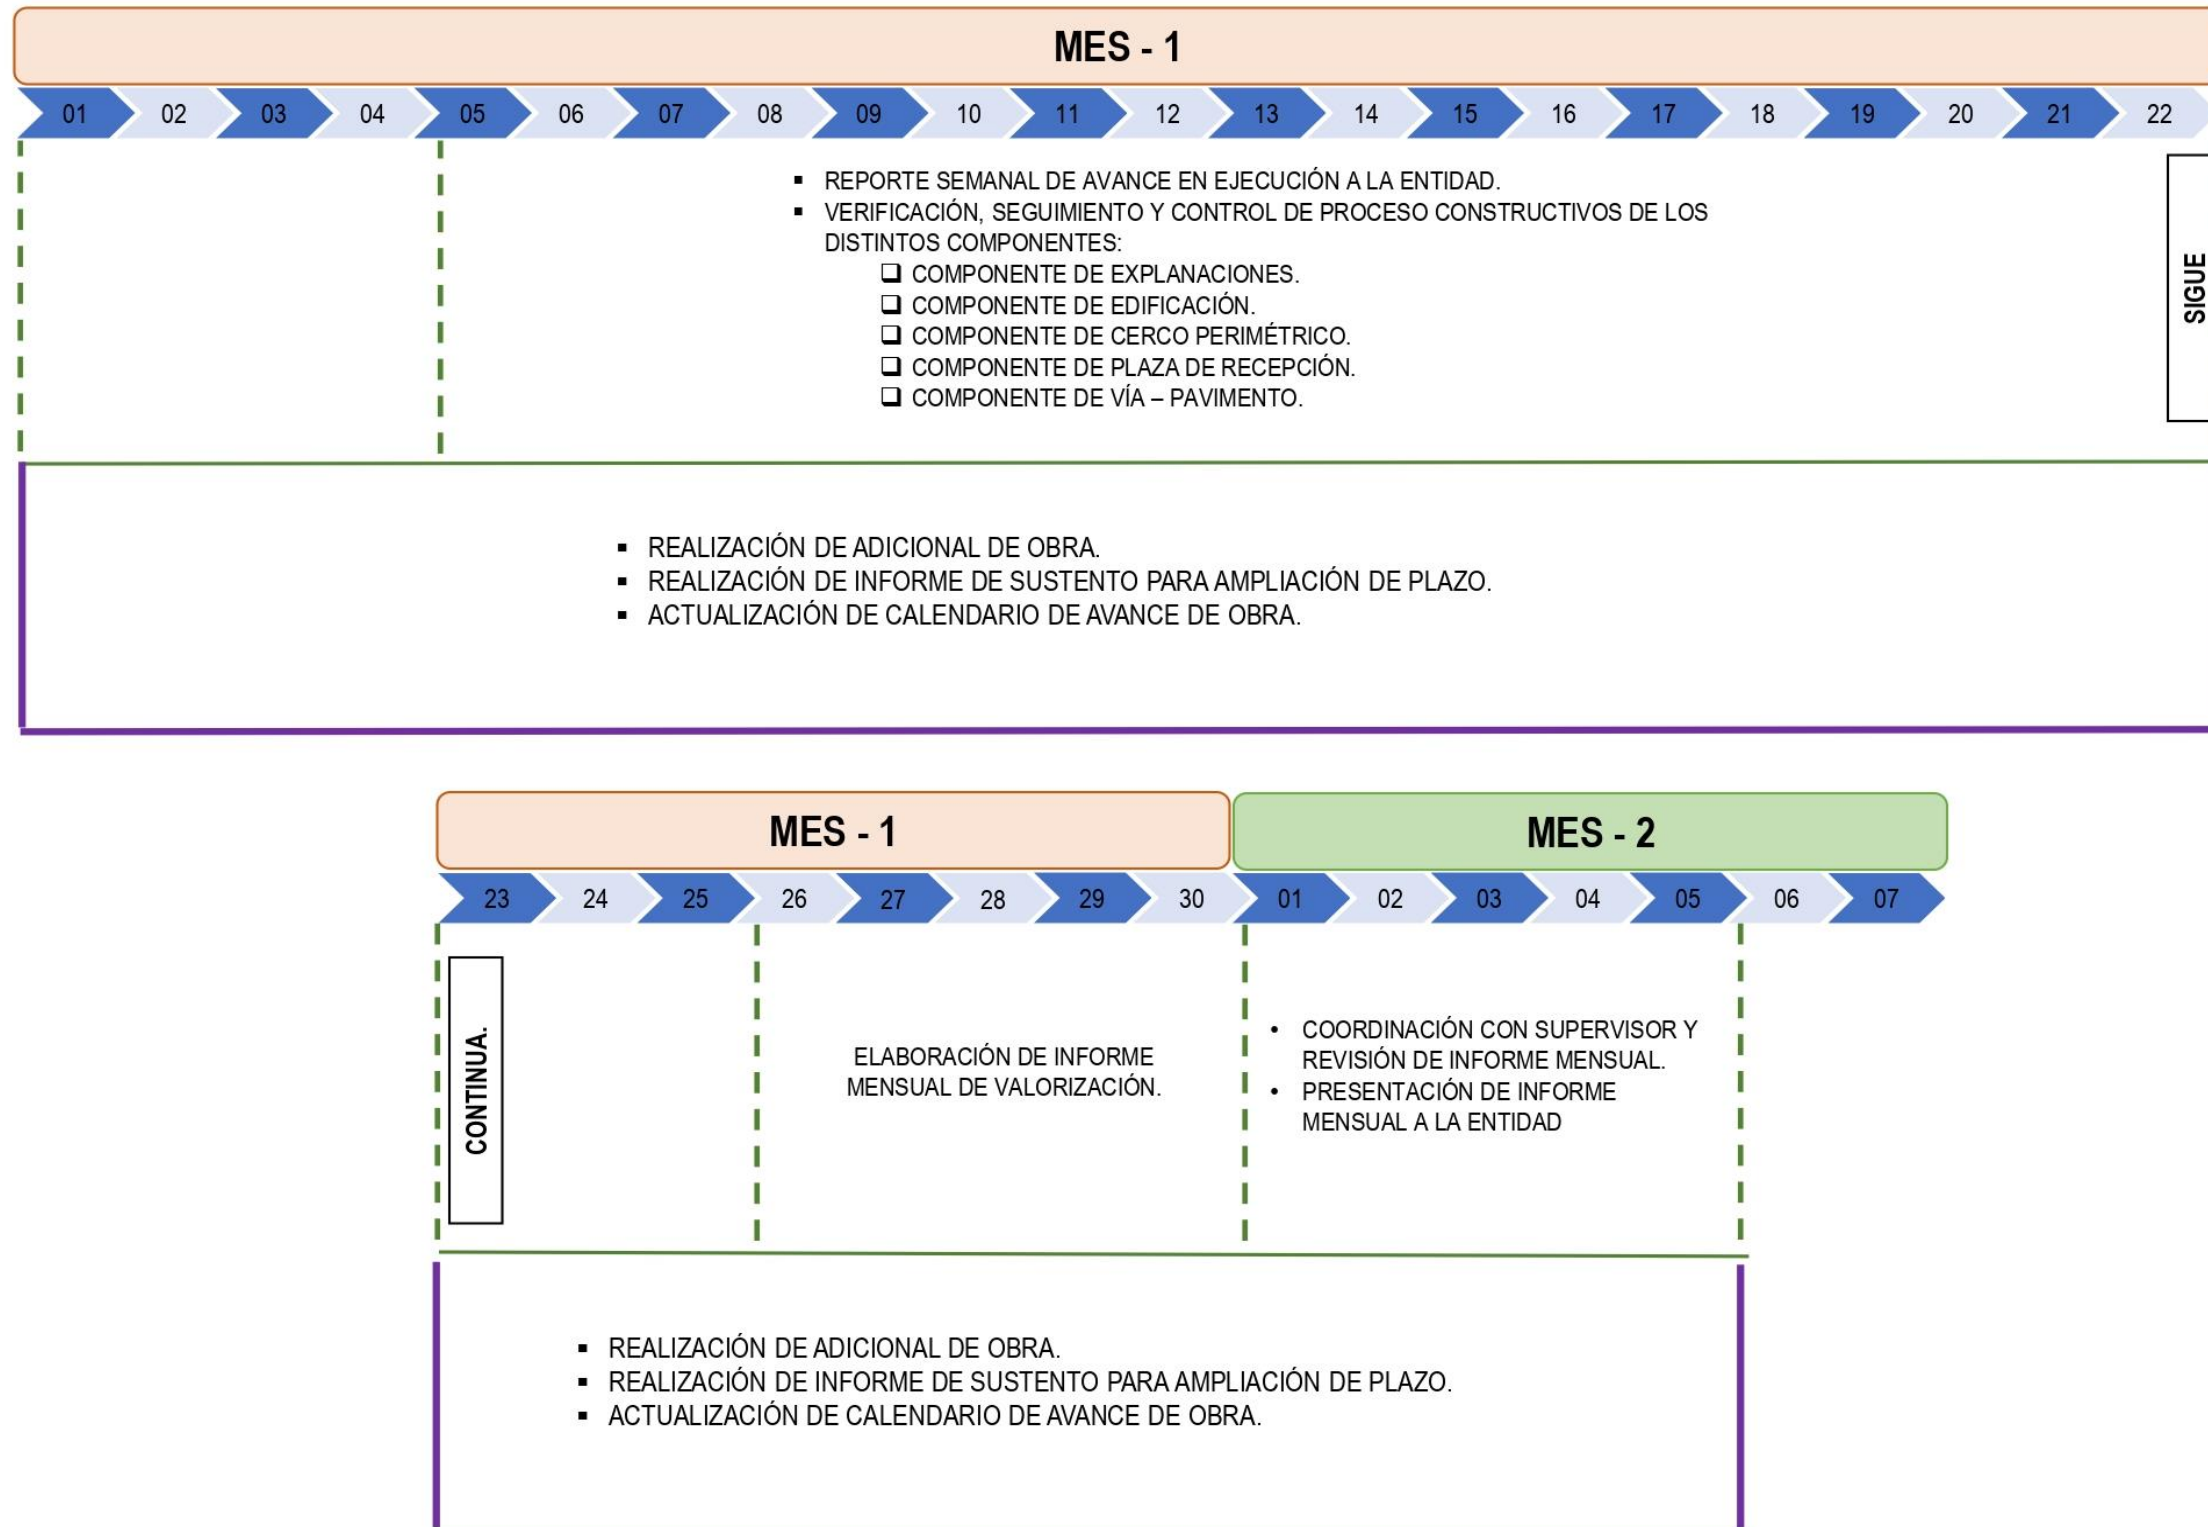 MES - 1
01 02 03 04 05 06 07 08 09 10 11 12 13 14 15 16 17 18 19 20 21 22
▪ REPORTE SEMANAL DE AVANCE EN EJECUCIÓN A LA ENTIDAD.
▪ VERIFICACIÓN, SEGUIMIENTO Y CONTROL DE PROCESO CONSTRUCTIVOS DE LOS
DISTINTOS COMPONENTES:
❑ COMPONENTE DE EXPLANACIONES.
❑ COMPONENTE DE EDIFICACIÓN.
❑ COMPONENTE DE CERCO PERIMÉTRICO.
❑ COMPONENTE DE PLAZA DE RECEPCIÓN.
❑ COMPONENTE DE VÍA – PAVIMENTO.
SIGUE
▪ REALIZACIÓN DE ADICIONAL DE OBRA.
▪ REALIZACIÓN DE INFORME DE SUSTENTO PARA AMPLIACIÓN DE PLAZO.
▪ ACTUALIZACIÓN DE CALENDARIO DE AVANCE DE OBRA.
MES - 1
MES - 2
23 24 25 26 27 28 29 30 01 02 03 04 05 06 07
CONTINUA.
ELABORACIÓN DE INFORME
MENSUAL DE VALORIZACIÓN.
• COORDINACIÓN CON SUPERVISOR Y
REVISIÓN DE INFORME MENSUAL.
• PRESENTACIÓN DE INFORME
MENSUAL A LA ENTIDAD
▪ REALIZACIÓN DE ADICIONAL DE OBRA.
▪ REALIZACIÓN DE INFORME DE SUSTENTO PARA AMPLIACIÓN DE PLAZO.
▪ ACTUALIZACIÓN DE CALENDARIO DE AVANCE DE OBRA.